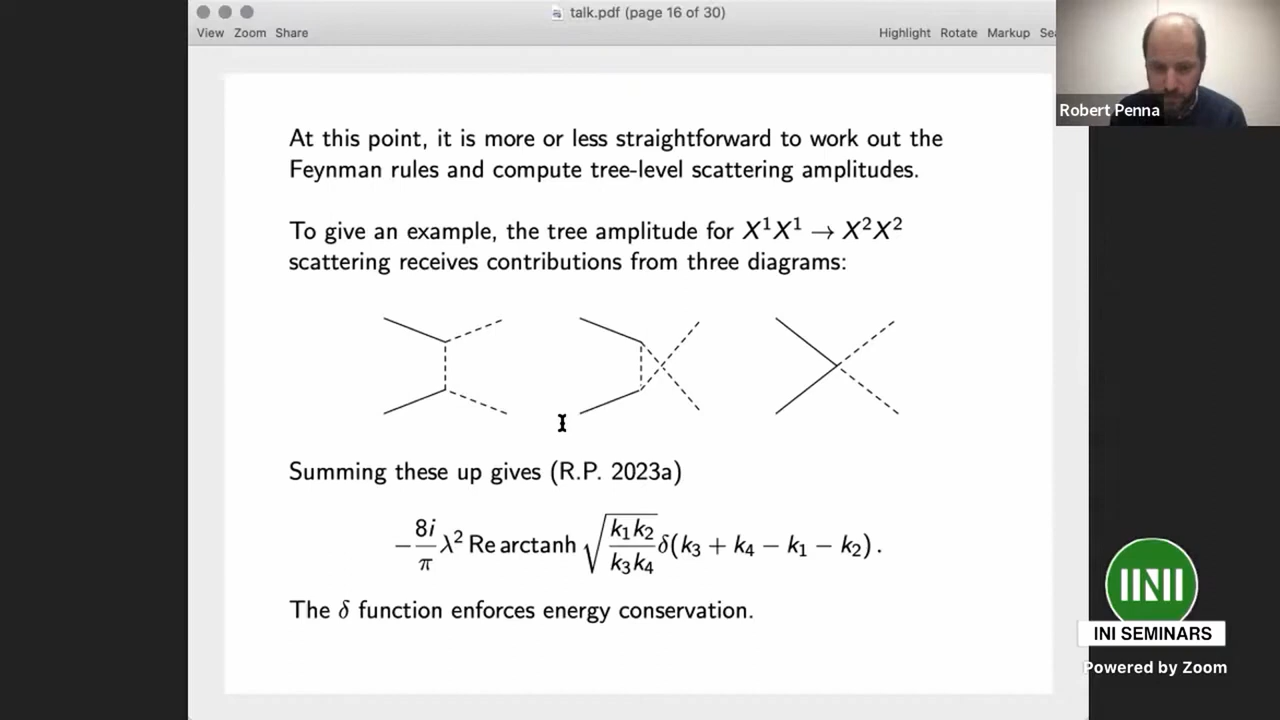 talk.pdf (page 16 of 30)
View Zoom Share
Highlight Rotate Markup
Robert Penna
At this point, it is more or less straightforward to work out the
Feynman rules and compute tree-level scattering amplitudes.
To give an example, the tree amplitude for X¹X¹ → X²X²
scattering receives contributions from three diagrams:
Summing these up gives (R.P. 2023a)
−8i/π λ² Re arctanh √(k₁k₂/k₃k₄) δ(k₃ + k₄ − k₁ − k₂) .
The δ function enforces energy conservation.
INI SEMINARS
Powered by Zoom